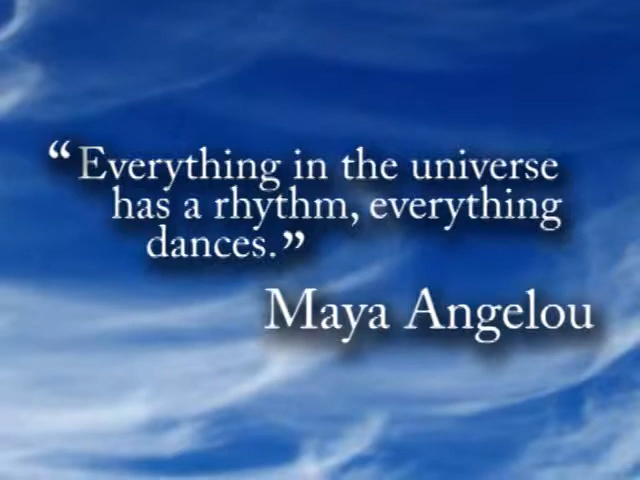 “Everything in the universe
has a rhythm, everything
dances.”
Maya Angelou